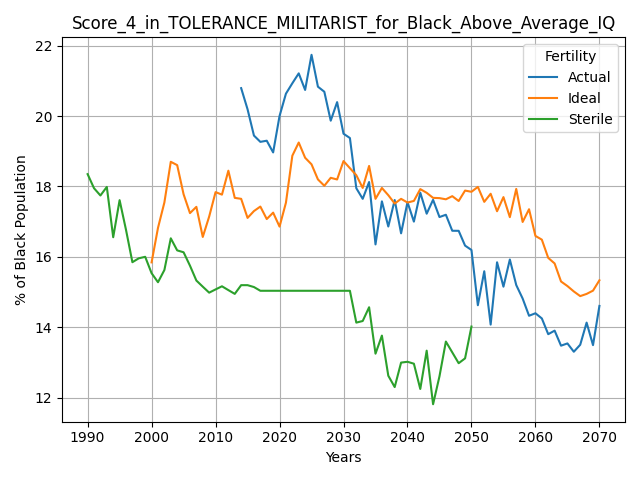 Score_4_in_TOLERANCE_MILITARIST_for_Black_Above_Average_IQ
Fertility
Actual
Ideal
Sterile
% of Black Population
22
20
18
16
14
12
1990 2000 2010 2020 2030 2040 2050 2060 2070
Years